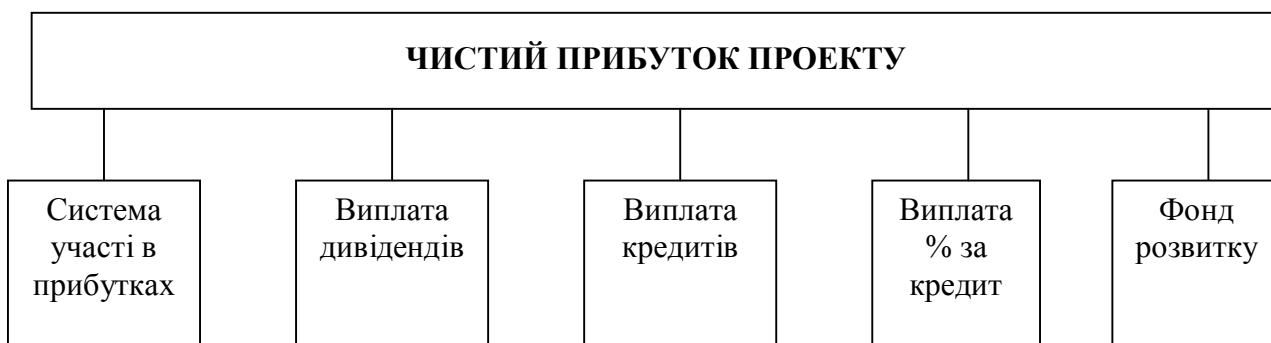 ЧИСТИЙ ПРИБУТОК ПРОЕКТУ
Система
участі в
прибутках
Виплата
дивідендів
Виплата
кредитів
Виплата
% за
кредит
Фонд
розвитку